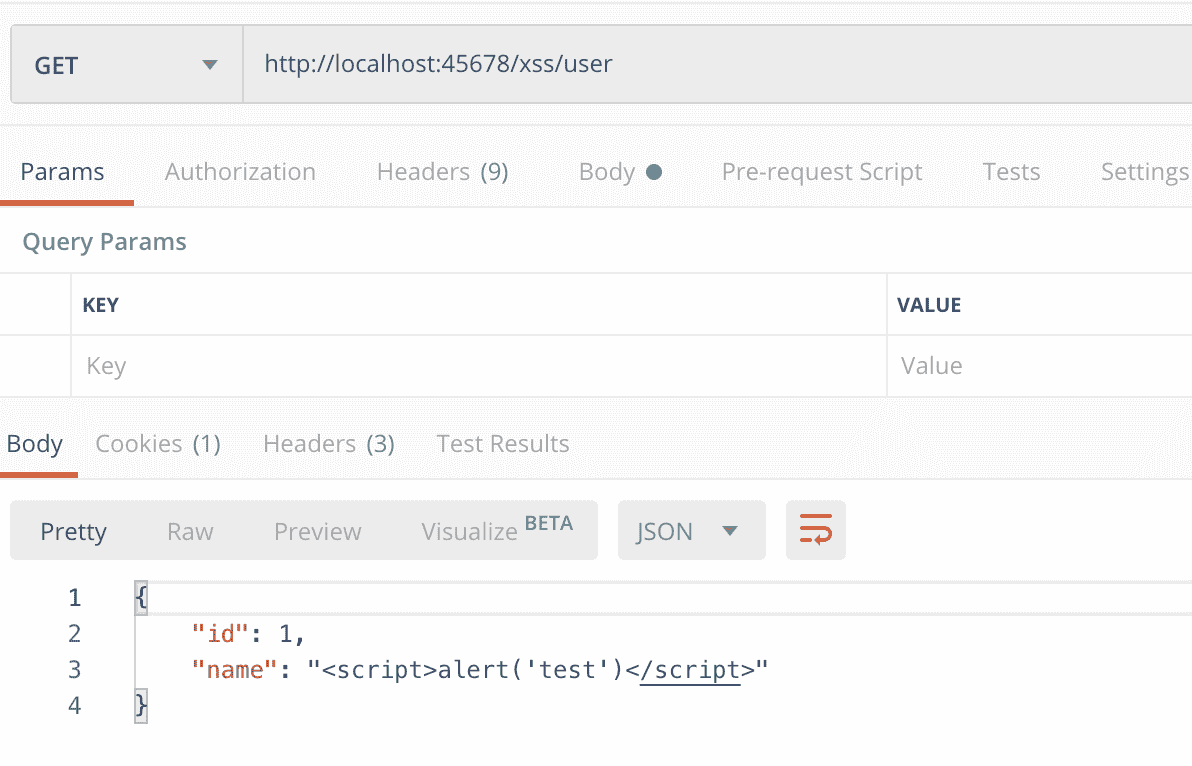 GET http://localhost:45678/xss/user
Params Authorization Headers (9) Body Pre-request Script Tests Settings
Query Params
KEY VALUE
Key Value
Body Cookies (1) Headers (3) Test Results
Pretty Raw Preview Visualize BETA JSON
1 {
2 "id": 1,
3 "name": "<script>alert('test')</script>"
4 }